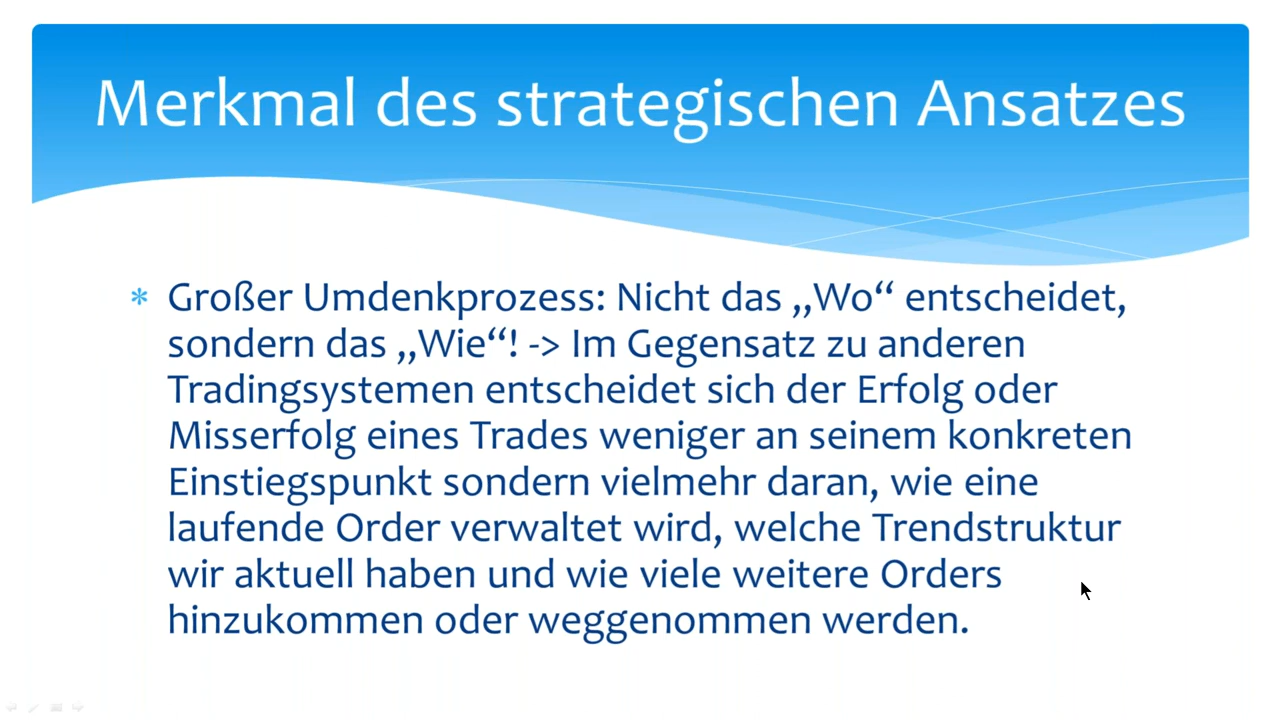 Merkmal des strategischen Ansatzes
* Großer Umdenkprozess: Nicht das „Wo“ entscheidet,
sondern das „Wie“! -> Im Gegensatz zu anderen
Tradingsystemen entscheidet sich der Erfolg oder
Misserfolg eines Trades weniger an seinem konkreten
Einstiegspunkt sondern vielmehr daran, wie eine
laufende Order verwaltet wird, welche Trendstruktur
wir aktuell haben und wie viele weitere Orders
hinzukommen oder weggenommen werden.